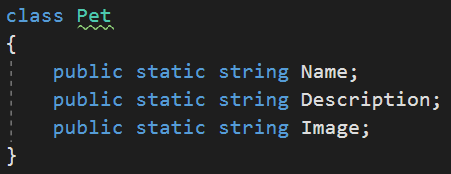 class Pet
{
    public static string Name;
    public static string Description;
    public static string Image;
}